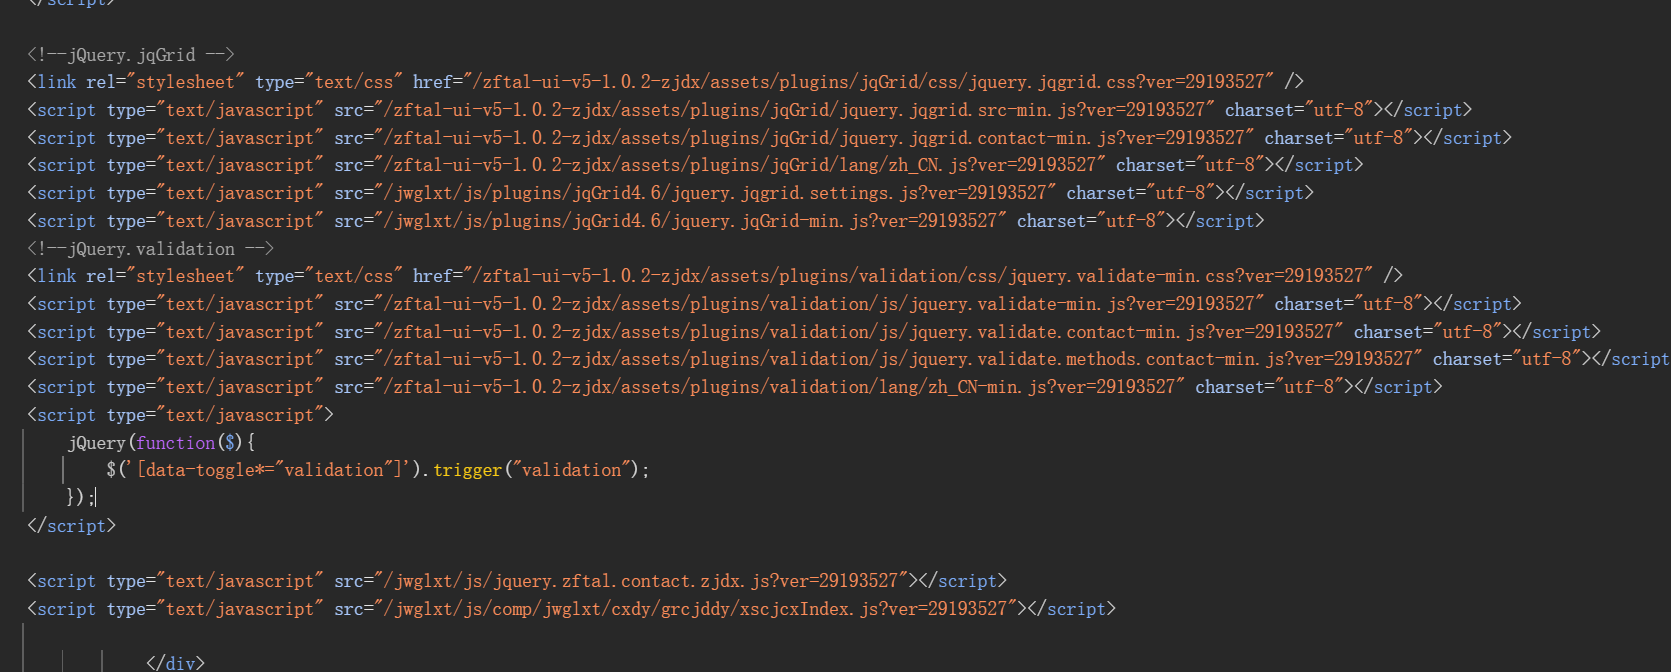 </script>
<!--jQuery.jqGrid -->
<link rel="stylesheet" type="text/css" href="/zftal-ui-v5-1.0.2-zjdx/assets/plugins/jqGrid/css/jquery.jqgrid.css?ver=29193527" />
<script type="text/javascript" src="/zftal-ui-v5-1.0.2-zjdx/assets/plugins/jqGrid/jquery.jqgrid.src-min.js?ver=29193527" charset="utf-8"></script>
<script type="text/javascript" src="/zftal-ui-v5-1.0.2-zjdx/assets/plugins/jqGrid/jquery.jqgrid.contact-min.js?ver=29193527" charset="utf-8"></script>
<script type="text/javascript" src="/zftal-ui-v5-1.0.2-zjdx/assets/plugins/jqGrid/lang/zh_CN.js?ver=29193527" charset="utf-8"></script>
<script type="text/javascript" src="/jwglxt/js/plugins/jqGrid4.6/jquery.jqgrid.settings.js?ver=29193527" charset="utf-8"></script>
<script type="text/javascript" src="/jwglxt/js/plugins/jqGrid4.6/jquery.jqGrid-min.js?ver=29193527" charset="utf-8"></script>
<!--jQuery.validation -->
<link rel="stylesheet" type="text/css" href="/zftal-ui-v5-1.0.2-zjdx/assets/plugins/validation/css/jquery.validate-min.css?ver=29193527" />
<script type="text/javascript" src="/zftal-ui-v5-1.0.2-zjdx/assets/plugins/validation/js/jquery.validate-min.js?ver=29193527" charset="utf-8"></script>
<script type="text/javascript" src="/zftal-ui-v5-1.0.2-zjdx/assets/plugins/validation/js/jquery.validate.contact-min.js?ver=29193527" charset="utf-8"></script>
<script type="text/javascript" src="/zftal-ui-v5-1.0.2-zjdx/assets/plugins/validation/js/jquery.validate.methods.contact-min.js?ver=29193527" charset="utf-8"></script
<script type="text/javascript" src="/zftal-ui-v5-1.0.2-zjdx/assets/plugins/validation/lang/zh_CN-min.js?ver=29193527" charset="utf-8"></script>
<script type="text/javascript">
jQuery(function($){
$('[data-toggle*="validation"]').trigger("validation");
});
</script>
<script type="text/javascript" src="/jwglxt/js/jquery.zftal.contact.zjdx.js?ver=29193527"></script>
<script type="text/javascript" src="/jwglxt/js/comp/jwglxt/cxdy/grcjddy/xscjcxIndex.js?ver=29193527"></script>
</div>